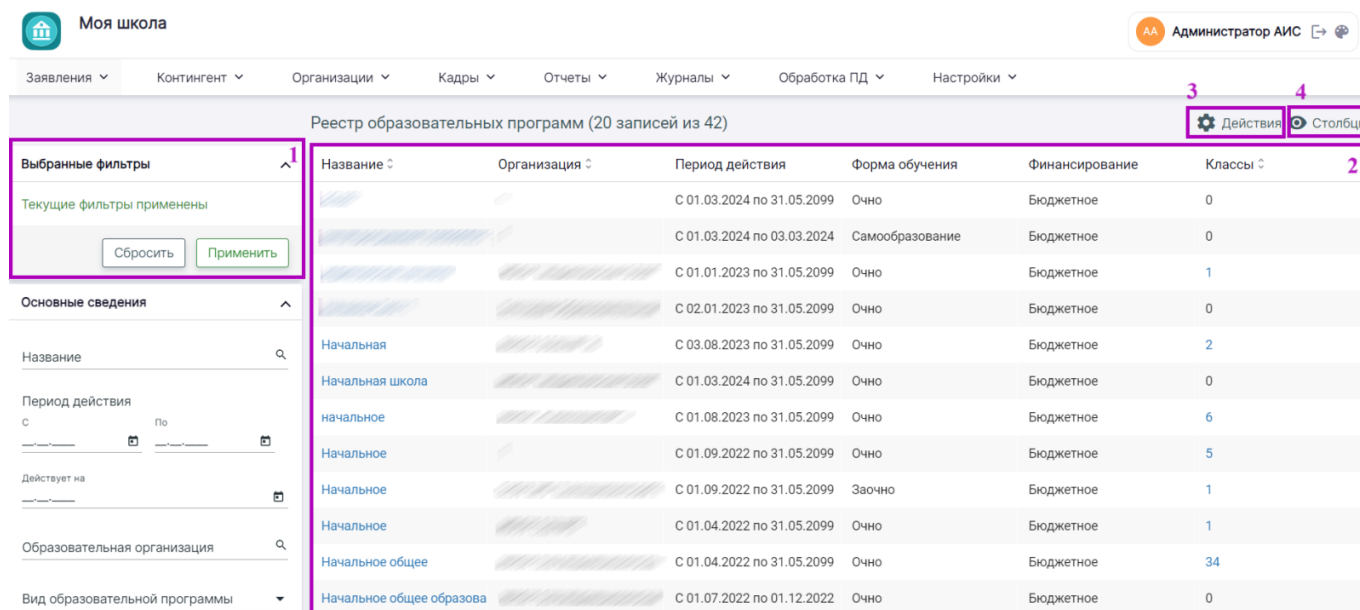 Моя школа
АА Администратор АИС
Заявления Контингент Организации Кадры Отчеты Журналы Обработка ПД Настройки
3 4
Реестр образовательных программ (20 записей из 42) Действия Столбц
Выбранные фильтры 1
Текущие фильтры применены
Сбросить Применить
Основные сведения
Название
Период действия
С По
__.__.____ __.__.____
Действует на
__.__.____
Образовательная организация
Вид образовательной программы
Название Организация Период действия Форма обучения Финансирование Классы 2
С 01.03.2024 по 31.05.2099 Очно Бюджетное 0
С 01.03.2024 по 03.03.2024 Самообразование Бюджетное 0
С 01.01.2023 по 31.05.2099 Очно Бюджетное 1
С 02.01.2023 по 31.05.2099 Очно Бюджетное 0
Начальная С 03.08.2023 по 31.05.2099 Очно Бюджетное 2
Начальная школа С 01.03.2024 по 31.05.2099 Очно Бюджетное 0
начальное С 01.08.2023 по 31.05.2099 Очно Бюджетное 6
Начальное С 01.09.2022 по 31.05.2099 Очно Бюджетное 5
Начальное С 01.09.2022 по 31.05.2099 Заочно Бюджетное 1
Начальное С 01.04.2022 по 31.05.2099 Очно Бюджетное 1
Начальное общее С 01.04.2022 по 31.05.2099 Очно Бюджетное 34
Начальное общее образова С 01.07.2022 по 01.12.2022 Очно Бюджетное 0